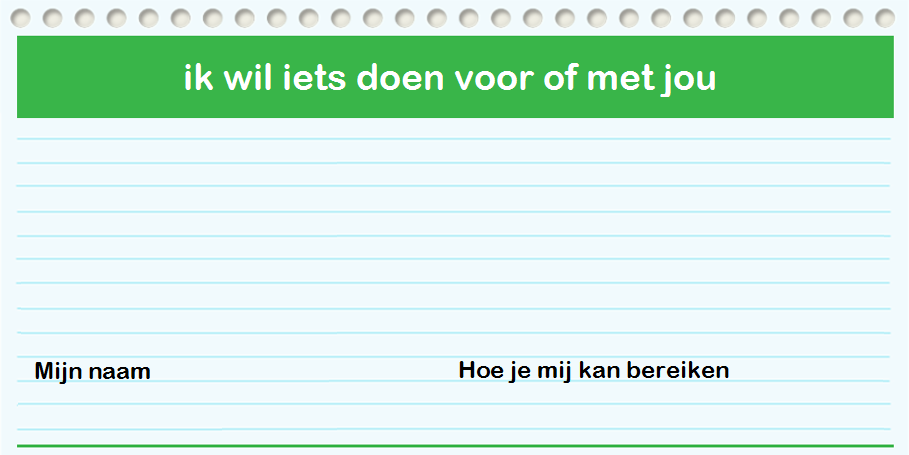 ik wil iets doen voor of met jou
Mijn naam
Hoe je mij kan bereiken